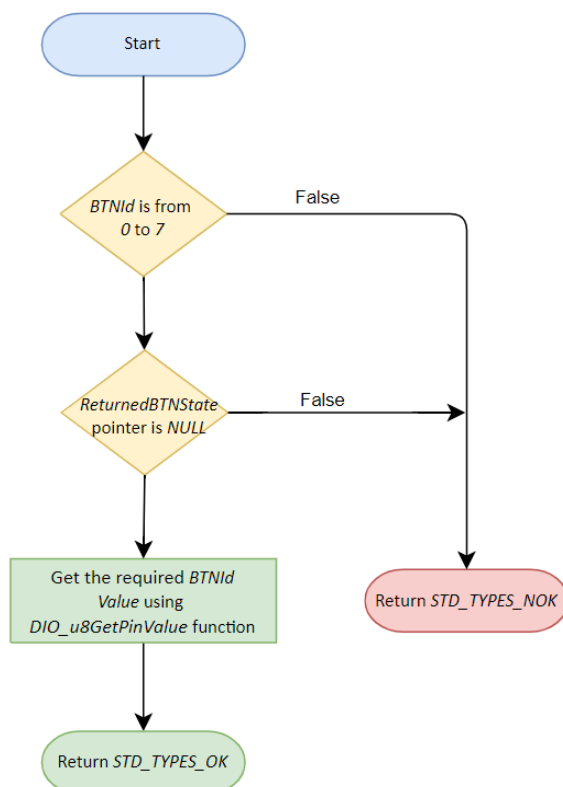 Start
BTNId is from
0 to 7
False
ReturnedBTNState
pointer is NULL
False
Get the required BTNId
Value using
DIO_u8GetPinValue function
Return STD_TYPES_NOK
Return STD_TYPES_OK